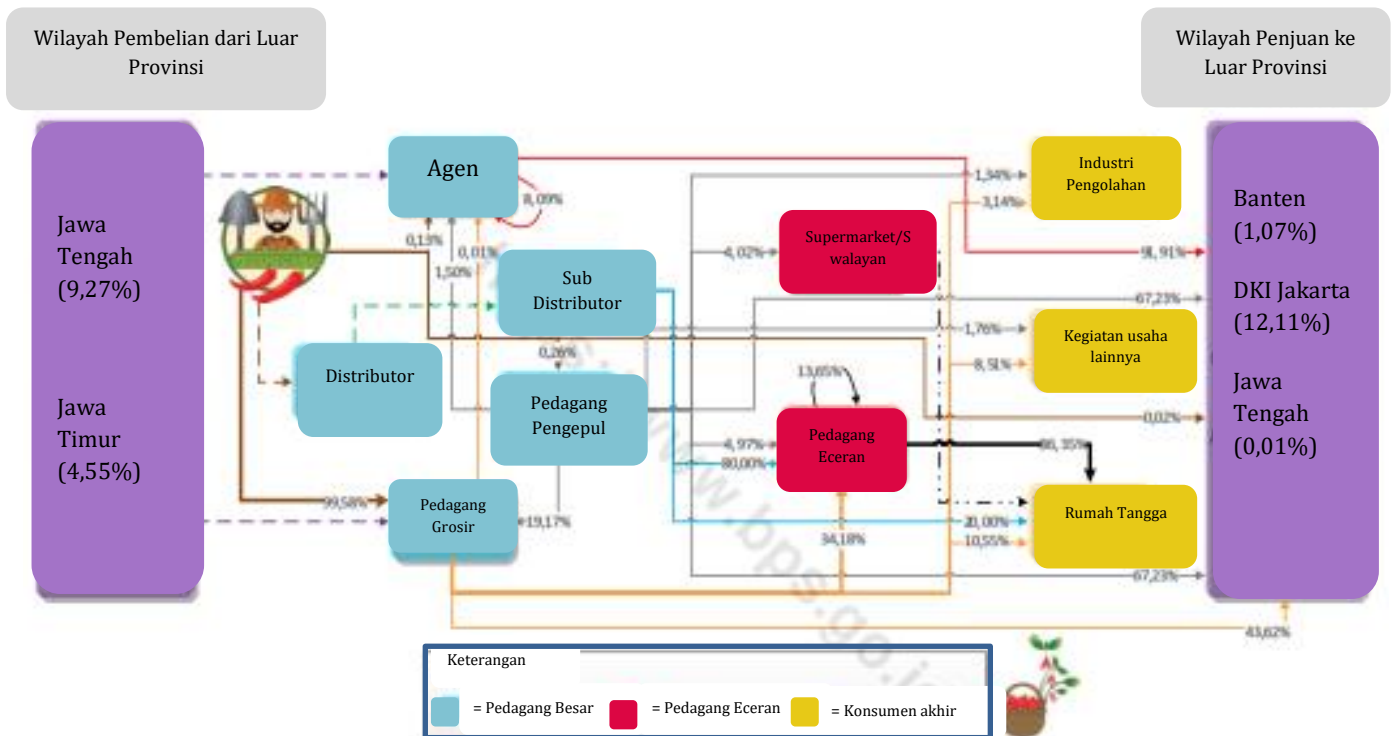 Wilayah Pembelian dari Luar
Provinsi
Wilayah Penjuan ke
Luar Provinsi
Jawa
Tengah
(9,27%)
Jawa
Timur
(4,55%)
Agen
8,09%
0,13%
1,50%
0,01%
Sub
Distributor
Distributor
0,26%
Pedagang
Pengepul
99,58%
Pedagang
Grosir
19,17%
Supermarket/S
walayan
4,02%
13,65%
Pedagang
Eceran
4,97%
80,00%
34,18%
86,35%
Industri
Pengolahan
1,34%
3,14%
91,91%
67,23%
Kegiatan usaha
lainnya
1,76%
8,51%
0,02%
Rumah Tangga
20,00%
10,55%
67,23%
43,62%
Banten
(1,07%)
DKI Jakarta
(12,11%)
Jawa
Tengah
(0,01%)
www.bps.go.i
Keterangan
= Pedagang Besar
= Pedagang Eceran
= Konsumen akhir